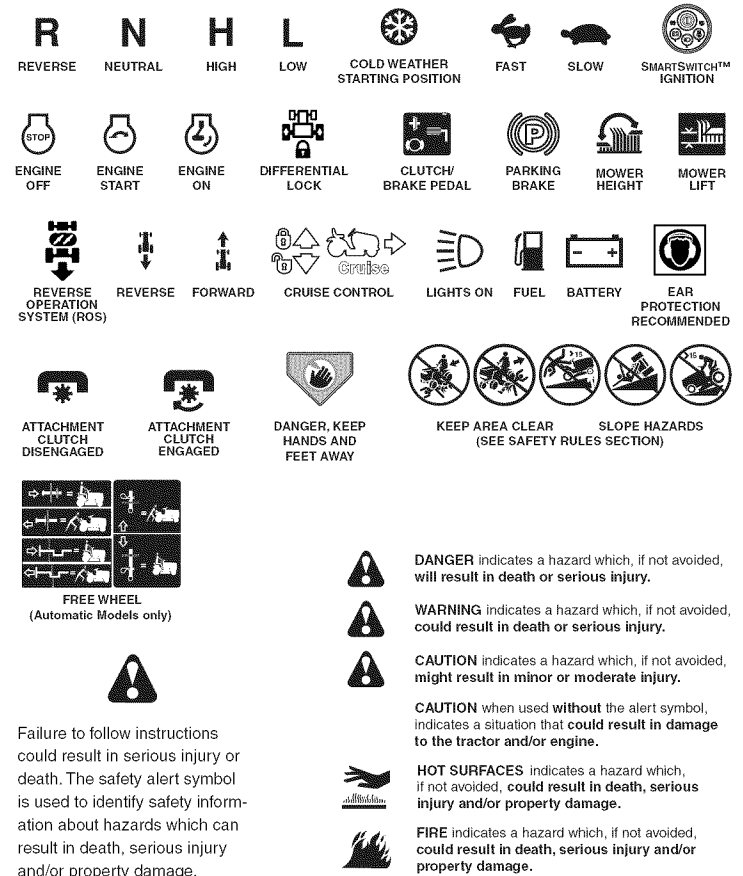 R N H L
REVERSE NEUTRAL HIGH LOW COLD WEATHER STARTING POSITION FAST SLOW SMARTSWITCH™ IGNITION
STOP
ENGINE OFF
ENGINE START
ENGINE ON
DIFFERENTIAL LOCK
CLUTCH/ BRAKE PEDAL
P
PARKING BRAKE
MOWER HEIGHT
MOWER LIFT
REVERSE
OPERATION
SYSTEM (ROS)
REVERSE
FORWARD
Cruise
CRUISE CONTROL
LIGHTS ON
FUEL
BATTERY
EAR
PROTECTION
RECOMMENDED
ATTACHMENT
CLUTCH
DISENGAGED
ATTACHMENT
CLUTCH
ENGAGED
DANGER, KEEP
HANDS AND
FEET AWAY
15
15
KEEP AREA CLEAR SLOPE HAZARDS
(SEE SAFETY RULES SECTION)
FREE WHEEL
(Automatic Models only)
Failure to follow instructions
could result in serious injury or
death. The safety alert symbol
is used to identify safety inform-
ation about hazards which can
result in death, serious injury
and/or property damage.
DANGER indicates a hazard which, if not avoided,
will result in death or serious injury.
WARNING indicates a hazard which, if not avoided,
could result in death or serious injury.
CAUTION indicates a hazard which, if not avoided,
might result in minor or moderate injury.
CAUTION when used without the alert symbol,
indicates a situation that could result in damage
to the tractor and/or engine.
HOT SURFACES indicates a hazard which,
if not avoided, could result in death, serious
injury and/or property damage.
FIRE indicates a hazard which, if not avoided,
could result in death, serious injury and/or
property damage.